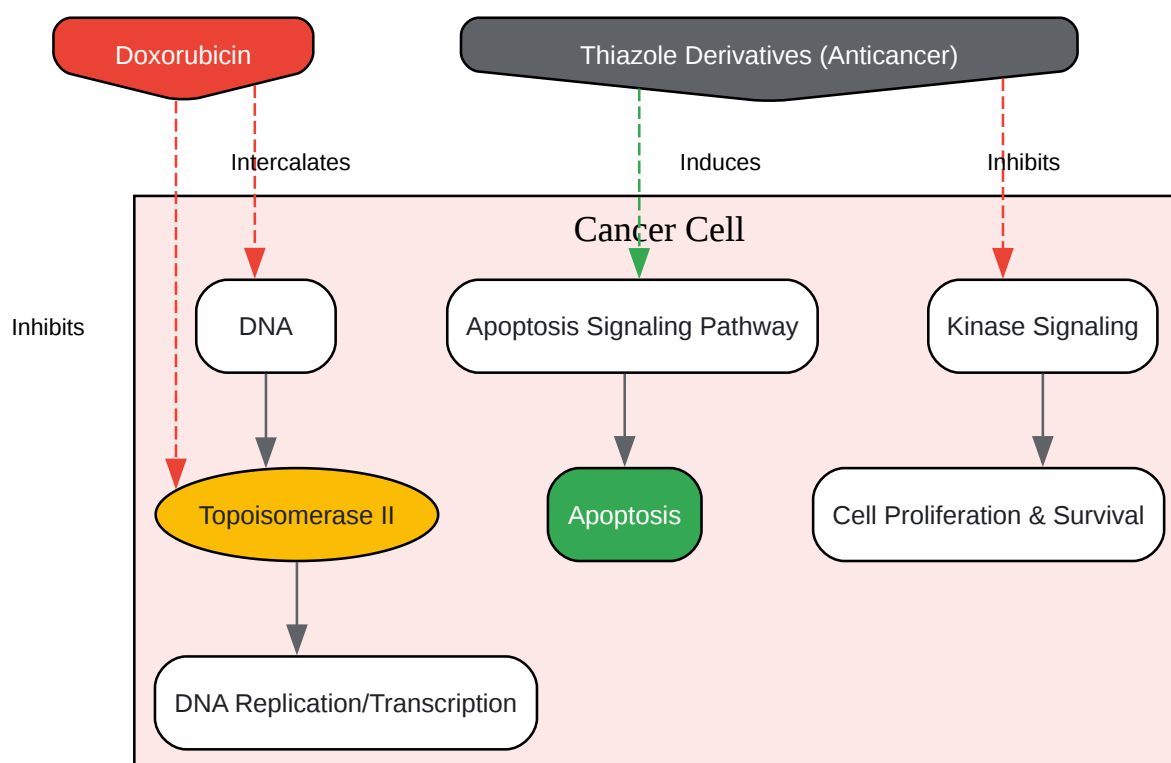 Doxorubicin
Thiazole Derivatives (Anticancer)
Intercalates
Induces
Inhibits
Cancer Cell
Inhibits
DNA
Apoptosis Signaling Pathway
Kinase Signaling
Topoisomerase II
Apoptosis
Cell Proliferation & Survival
DNA Replication/Transcription